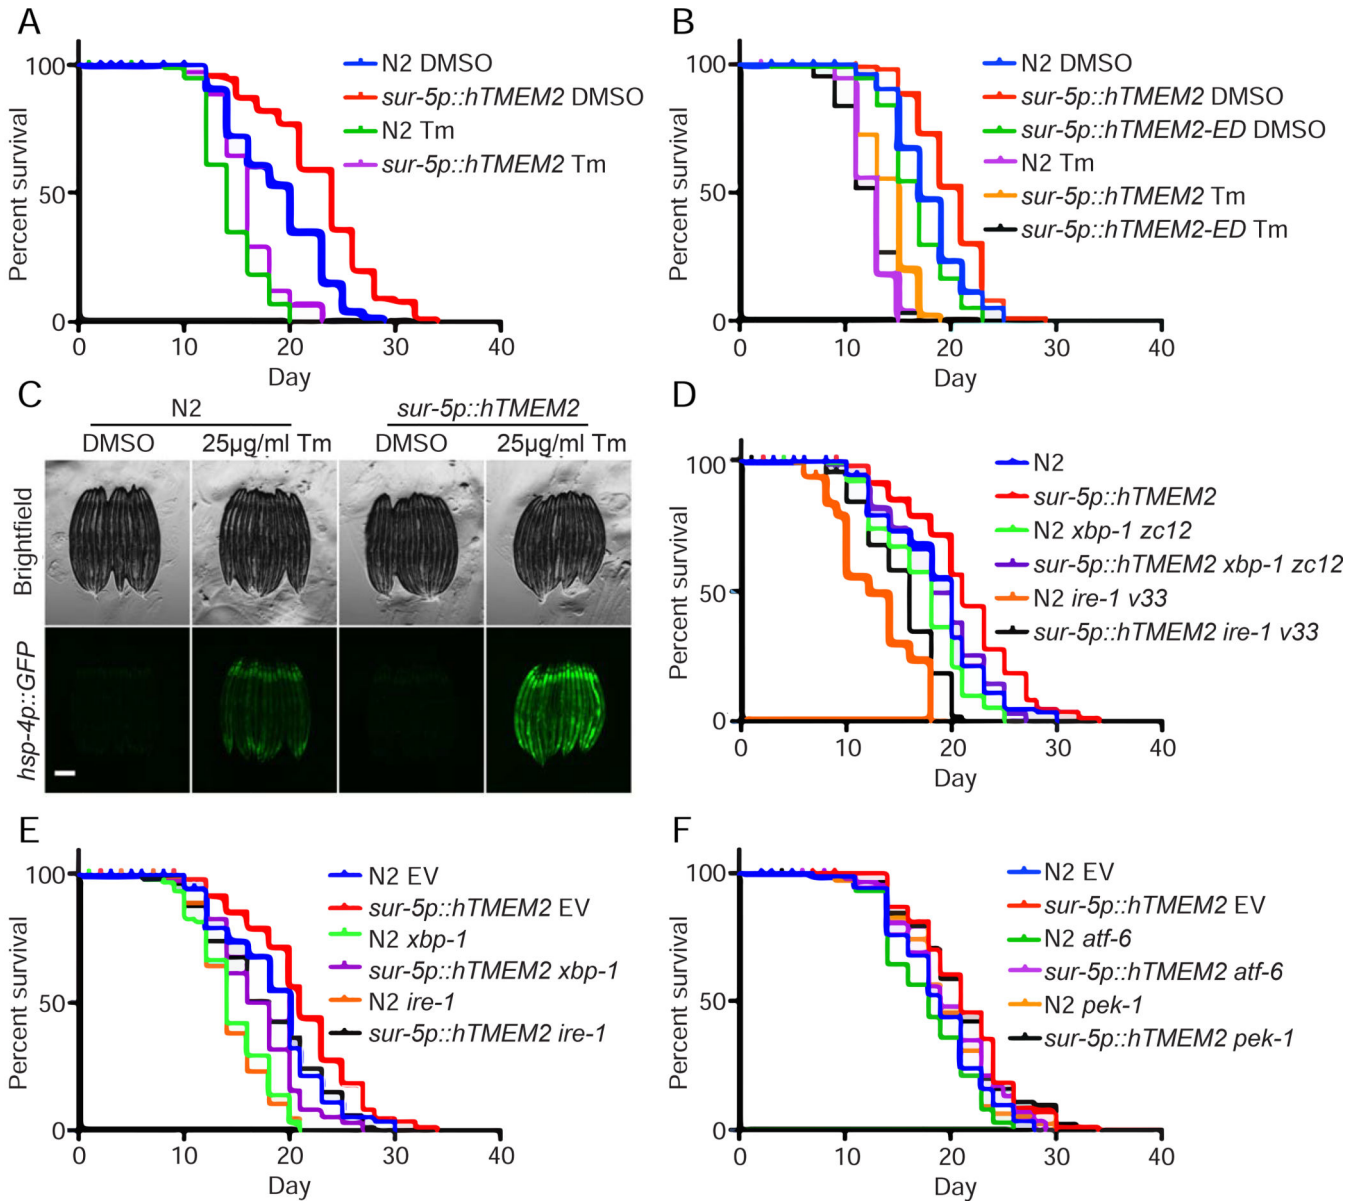 A
Percent survival
100
50
0
0 10 20 30 40
Day
N2 DMSO
sur-5p::hTMEM2 DMSO
N2 Tm
sur-5p::hTMEM2 Tm
B
Percent survival
100
50
0
0 10 20 30 40
Day
N2 DMSO
sur-5p::hTMEM2 DMSO
sur-5p::hTMEM2-ED DMSO
N2 Tm
sur-5p::hTMEM2 Tm
sur-5p::hTMEM2-ED Tm
C
N2 sur-5p::hTMEM2
DMSO 25µg/ml Tm DMSO 25µg/ml Tm
Brightfield
hsp-4p::GFP
D
Percent survival
100
50
0
0 10 20 30 40
Day
N2
sur-5p::hTMEM2
N2 xbp-1 zc12
sur-5p::hTMEM2 xbp-1 zc12
N2 ire-1 v33
sur-5p::hTMEM2 ire-1 v33
E
Percent survival
100
50
0
0 10 20 30 40
Day
N2 EV
sur-5p::hTMEM2 EV
N2 xbp-1
sur-5p::hTMEM2 xbp-1
N2 ire-1
sur-5p::hTMEM2 ire-1
F
Percent survival
100
50
0
0 10 20 30 40
Day
N2 EV
sur-5p::hTMEM2 EV
N2 atf-6
sur-5p::hTMEM2 atf-6
N2 pek-1
sur-5p::hTMEM2 pek-1